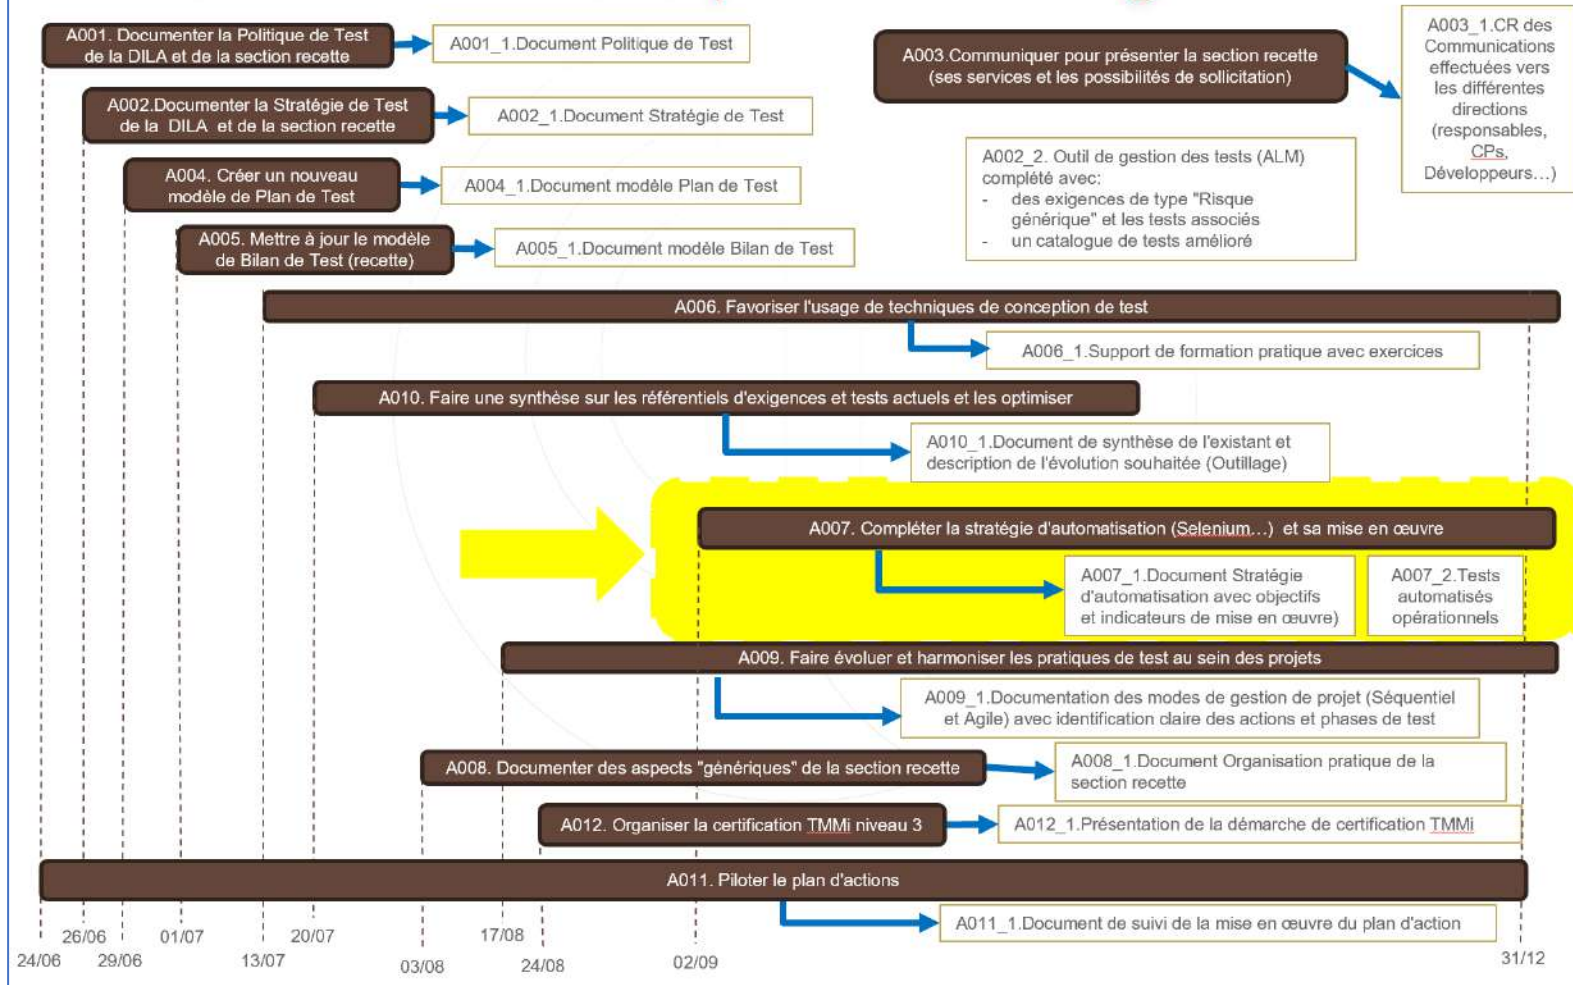 A001. Documenter la Politique de Test
de la DILA et de la section recette
A001_1.Document Politique de Test
A003.Communiquer pour présenter la section recette
(ses services et les possibilités de sollicitation)
A003_1.CR des
Communications
effectuées vers
les différentes
directions
(responsables,
CPs,
Développeurs…)
A002.Documenter la Stratégie de Test
de la DILA et de la section recette
A002_1.Document Stratégie de Test
A002_2. Outil de gestion des tests (ALM)
complété avec:
- des exigences de type "Risque
générique" et les tests associés
- un catalogue de tests amélioré
A004. Créer un nouveau
modèle de Plan de Test
A004_1.Document modèle Plan de Test
A005. Mettre à jour le modèle
de Bilan de Test (recette)
A005_1.Document modèle Bilan de Test
A006. Favoriser l'usage de techniques de conception de test
A006_1.Support de formation pratique avec exercices
A010. Faire une synthèse sur les référentiels d'exigences et tests actuels et les optimiser
A010_1.Document de synthèse de l'existant et
description de l'évolution souhaitée (Outillage)
A007. Compléter la stratégie d'automatisation (Selenium…) et sa mise en œuvre
A007_1.Document Stratégie
d'automatisation avec objectifs
et indicateurs de mise en œuvre)
A007_2.Tests
automatisés
opérationnels
A009. Faire évoluer et harmoniser les pratiques de test au sein des projets
A009_1.Documentation des modes de gestion de projet (Séquentiel
et Agile) avec identification claire des actions et phases de test
A008. Documenter des aspects "génériques" de la section recette
A008_1.Document Organisation pratique de la
section recette
A012. Organiser la certification TMMi niveau 3
A012_1.Présentation de la démarche de certification TMMi
A011. Piloter le plan d'actions
A011_1.Document de suivi de la mise en œuvre du plan d'action
24/06
26/06
29/06
01/07
13/07
20/07
03/08
17/08
24/08
02/09
31/12